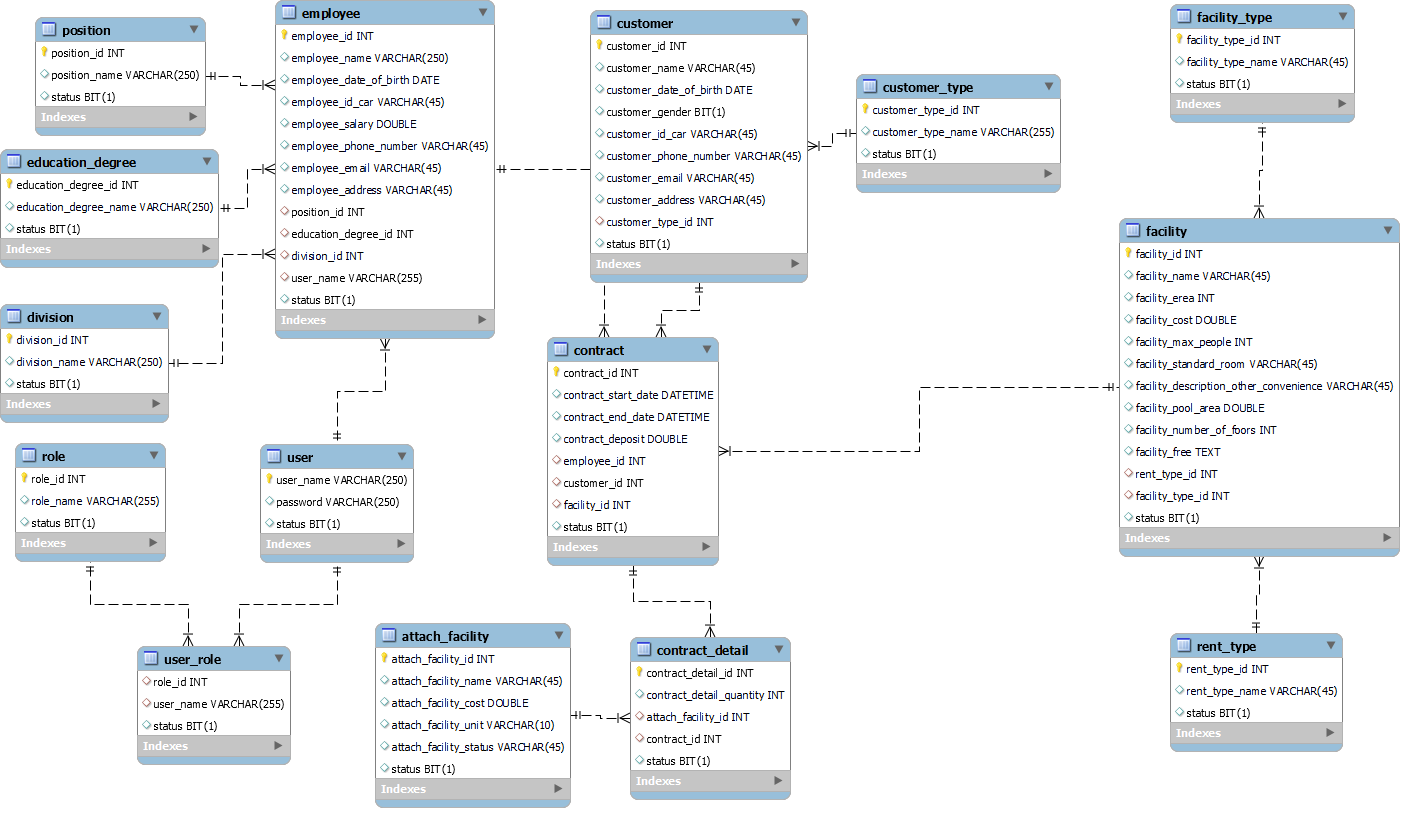 position
position_id INT
position_name VARCHAR(250)
status BIT(1)
Indexes
education_degree
education_degree_id INT
education_degree_name VARCHAR(250)
status BIT(1)
Indexes
division
division_id INT
division_name VARCHAR(250)
status BIT(1)
Indexes
role
role_id INT
role_name VARCHAR(255)
status BIT(1)
Indexes
employee
employee_id INT
employee_name VARCHAR(250)
employee_date_of_birth DATE
employee_id_car VARCHAR(45)
employee_salary DOUBLE
employee_phone_number VARCHAR(45)
employee_email VARCHAR(45)
employee_address VARCHAR(45)
position_id INT
education_degree_id INT
division_id INT
user_name VARCHAR(255)
status BIT(1)
Indexes
user
user_name VARCHAR(250)
password VARCHAR(250)
status BIT(1)
Indexes
user_role
role_id INT
user_name VARCHAR(255)
status BIT(1)
Indexes
customer
customer_id INT
customer_name VARCHAR(45)
customer_date_of_birth DATE
customer_gender BIT(1)
customer_id_car VARCHAR(45)
customer_phone_number VARCHAR(45)
customer_email VARCHAR(45)
customer_address VARCHAR(45)
customer_type_id INT
status BIT(1)
Indexes
customer_type
customer_type_id INT
customer_type_name VARCHAR(255)
status BIT(1)
Indexes
contract
contract_id INT
contract_start_date DATETIME
contract_end_date DATETIME
contract_deposit DOUBLE
employee_id INT
customer_id INT
facility_id INT
status BIT(1)
Indexes
attach_facility
attach_facility_id INT
attach_facility_name VARCHAR(45)
attach_facility_cost DOUBLE
attach_facility_unit VARCHAR(10)
attach_facility_status VARCHAR(45)
status BIT(1)
Indexes
contract_detail
contract_detail_id INT
contract_detail_quantity INT
attach_facility_id INT
contract_id INT
status BIT(1)
Indexes
facility_type
facility_type_id INT
facility_type_name VARCHAR(45)
status BIT(1)
Indexes
facility
facility_id INT
facility_name VARCHAR(45)
facility_erea INT
facility_cost DOUBLE
facility_max_people INT
facility_standard_room VARCHAR(45)
facility_description_other_convenience VARCHAR(45)
facility_pool_area DOUBLE
facility_number_of_foors INT
facility_free TEXT
rent_type_id INT
facility_type_id INT
status BIT(1)
Indexes
rent_type
rent_type_id INT
rent_type_name VARCHAR(45)
status BIT(1)
Indexes